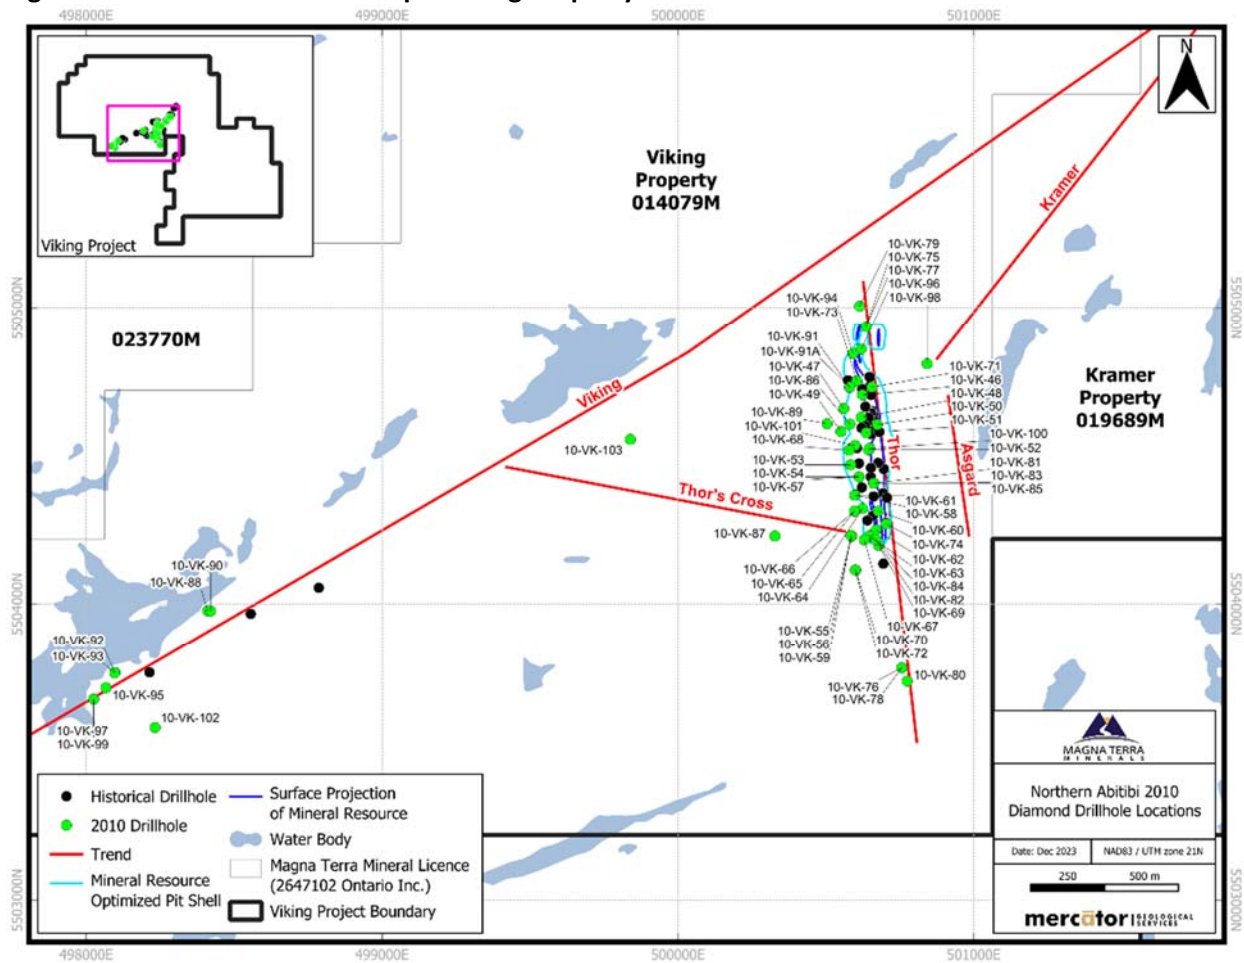 498000E
499000E
500000E
501000E
N
Viking Project
Viking
Property
014079M
Kramer
023770M
5505000N
5505000N
10-VK-79
10-VK-75
10-VK-77
10-VK-96
10-VK-98
10-VK-94
10-VK-73
10-VK-91
10-VK-91A
10-VK-47
10-VK-86
10-VK-49
10-VK-89
10-VK-101
10-VK-68
10-VK-53
10-VK-54
10-VK-57
10-VK-71
10-VK-46
10-VK-48
10-VK-50
10-VK-51
10-VK-100
10-VK-52
10-VK-81
10-VK-83
10-VK-85
Kramer
Property
019689M
Viking
10-VK-103
Thor
Asgard
Thor's Cross
10-VK-61
10-VK-58
10-VK-60
10-VK-74
10-VK-62
10-VK-63
10-VK-84
10-VK-82
10-VK-69
10-VK-87
10-VK-66
10-VK-65
10-VK-64
10-VK-90
10-VK-88
5504000N
5504000N
10-VK-55
10-VK-56
10-VK-59
10-VK-67
10-VK-70
10-VK-72
10-VK-76
10-VK-78
10-VK-80
10-VK-92
10-VK-93
10-VK-95
10-VK-97
10-VK-99
10-VK-102
Historical Drillhole
2010 Drillhole
Trend
Mineral Resource
Optimized Pit Shell
Surface Projection
of Mineral Resource
Water Body
Magna Terra Mineral Licence
(2647102 Ontario Inc.)
Viking Project Boundary
MAGNA TERRA
MINERALS
Northern Abitibi 2010
Diamond Drillhole Locations
Date: Dec 2023
NAD83 / UTM zone 21N
250
500 m
mercator GEOLOGICAL
SERVICES
5503000N
5503000N
498000E
499000E
500000E
501000E